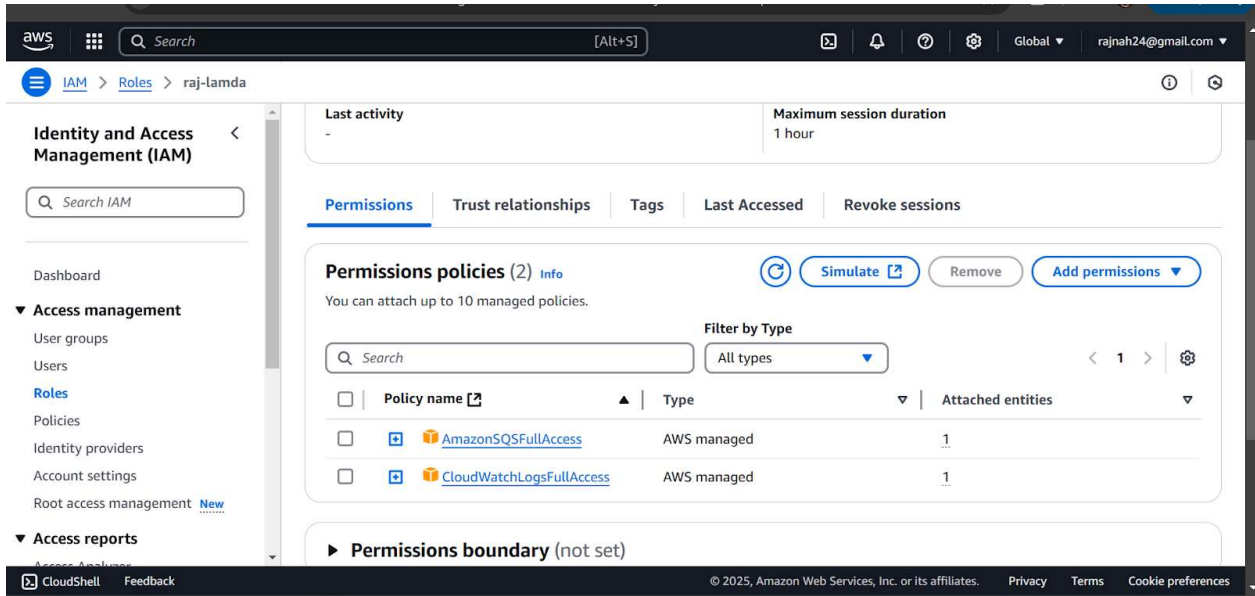 aws
Search [Alt+S] Global rajnah24@gmail.com
IAM > Roles > raj-lamda
Identity and Access Management (IAM)
Search IAM
Dashboard
Access management
User groups
Users
Roles
Policies
Identity providers
Account settings
Root access management New
Access reports
Access Analyzer
Last activity
-
Maximum session duration
1 hour
Permissions Trust relationships Tags Last Accessed Revoke sessions
Permissions policies (2) Info
Simulate Remove Add permissions
You can attach up to 10 managed policies.
Filter by Type
Search All types 1
Policy name Type Attached entities
AmazonSQSFullAccess AWS managed 1
CloudWatchLogsFullAccess AWS managed 1
Permissions boundary (not set)
CloudShell Feedback © 2025, Amazon Web Services, Inc. or its affiliates. Privacy Terms Cookie preferences